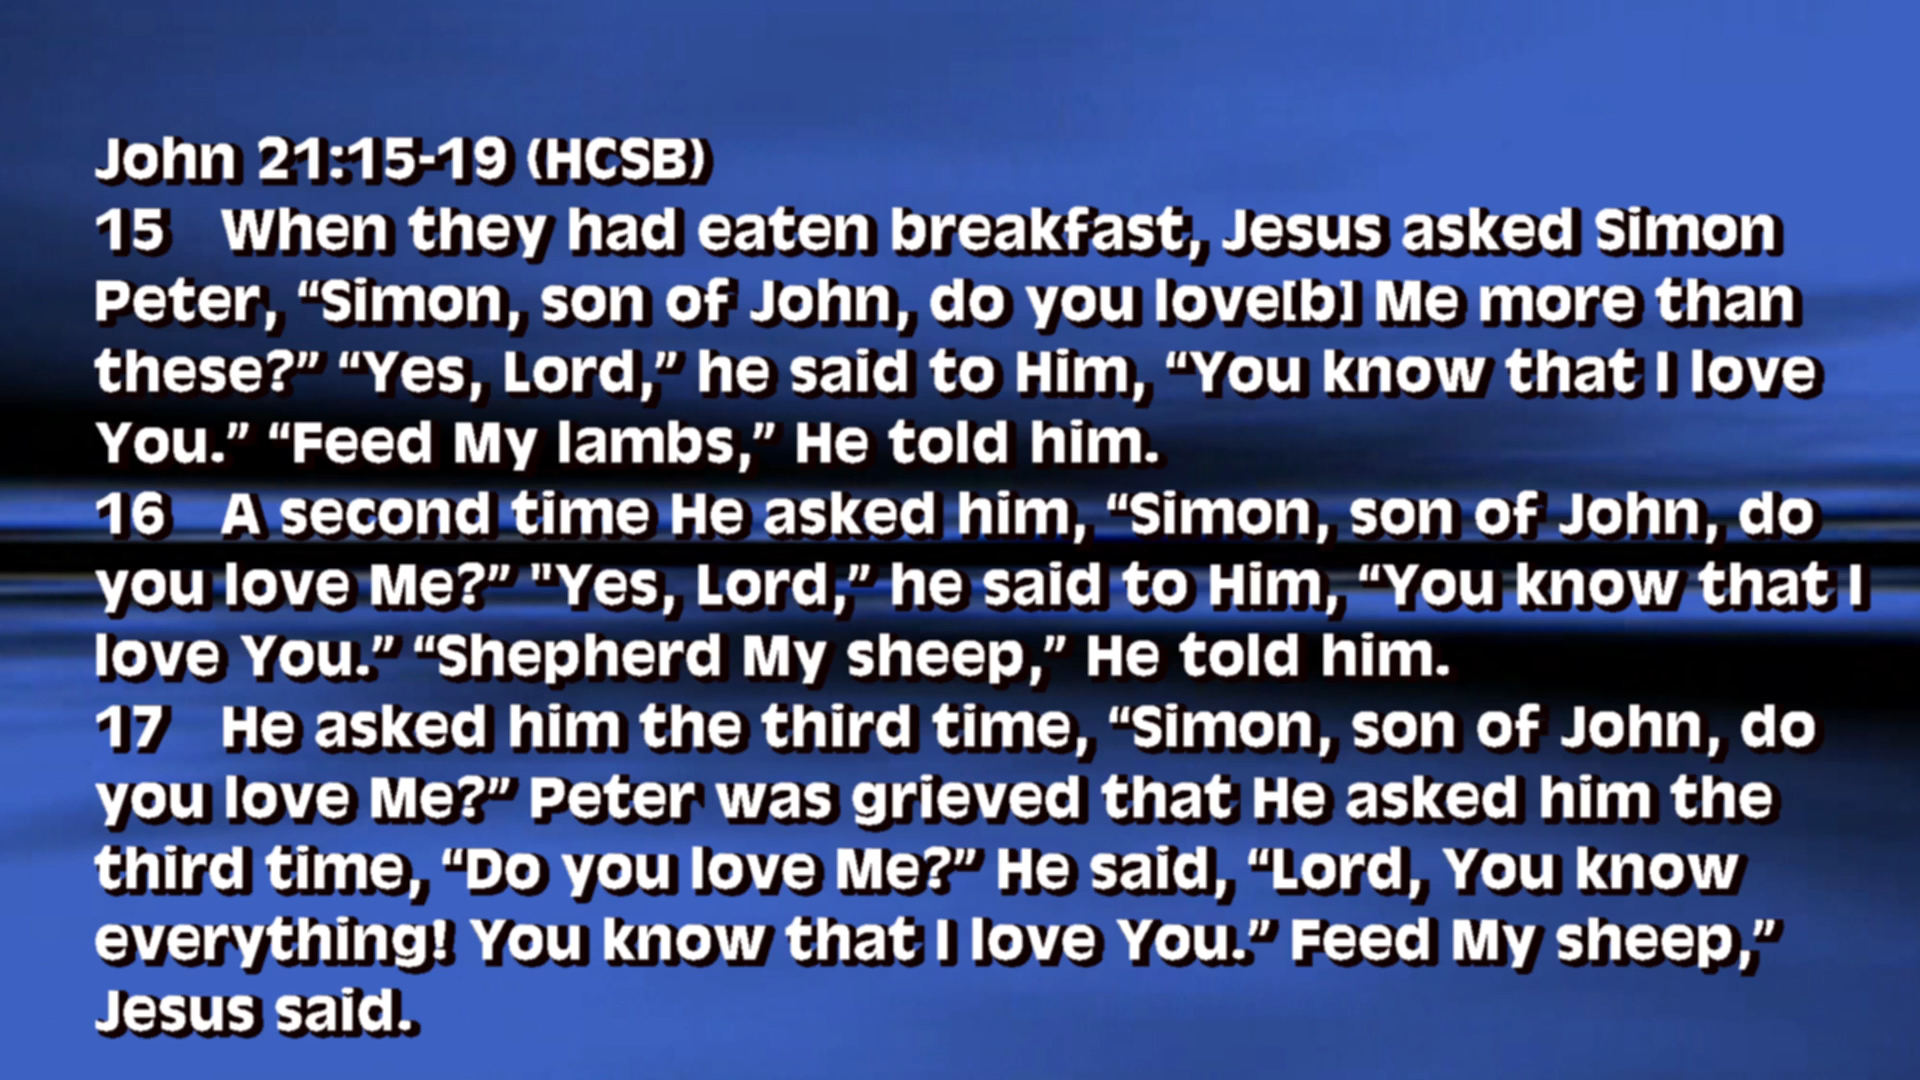 John 21:15-19 (HCSB)
15 When they had eaten breakfast, Jesus asked Simon
Peter, “Simon, son of John, do you love[b] Me more than
these?” “Yes, Lord,” he said to Him, “You know that I love
You.” “Feed My lambs,” He told him.
16 A second time He asked him, “Simon, son of John, do
you love Me?” "Yes, Lord,” he said to Him, “You know that I
love You.” “Shepherd My sheep,” He told him.
17 He asked him the third time, “Simon, son of John, do
you love Me?” Peter was grieved that He asked him the
third time, “Do you love Me?” He said, “Lord, You know
everything! You know that I love You.” Feed My sheep,”
Jesus said.